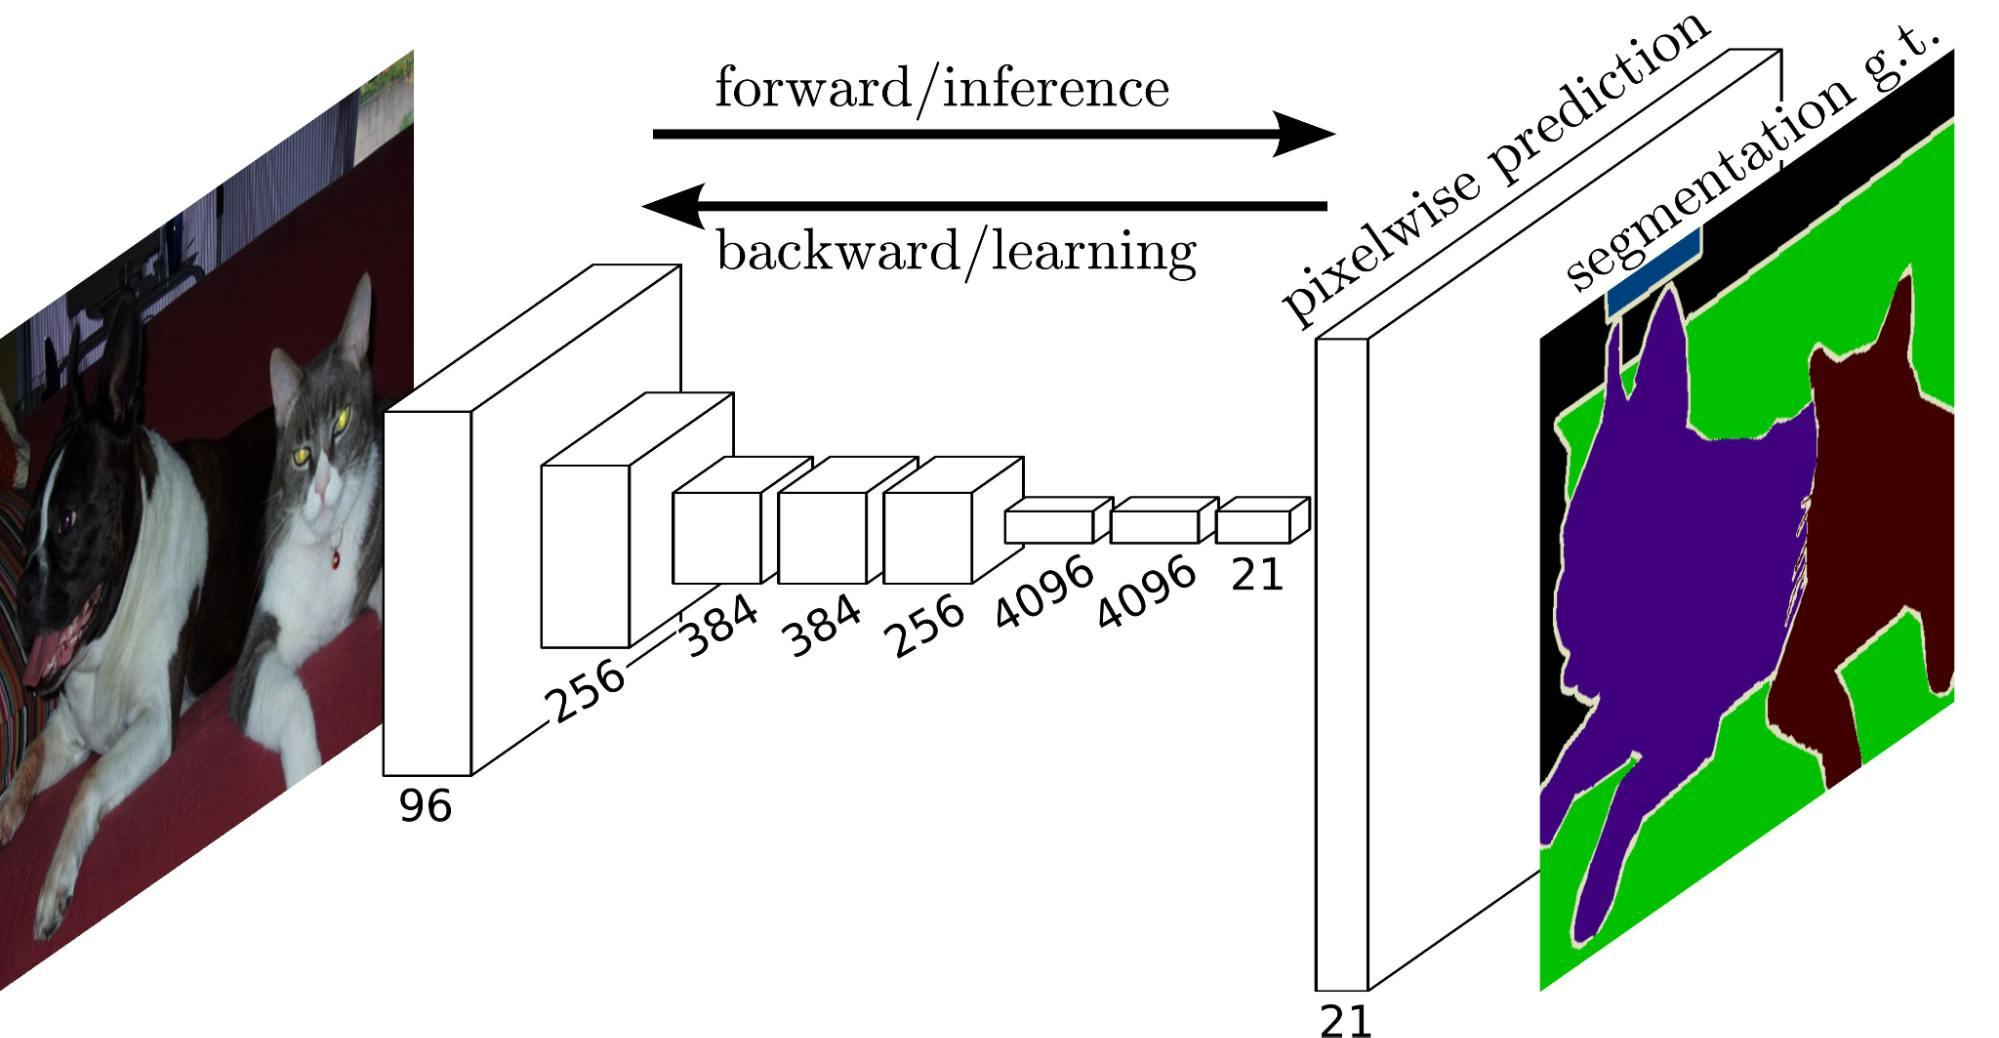 forward/inference
backward/learning
pixelwise prediction
segmentation g.t.
96
256
384
384
256
4096
4096
21
21